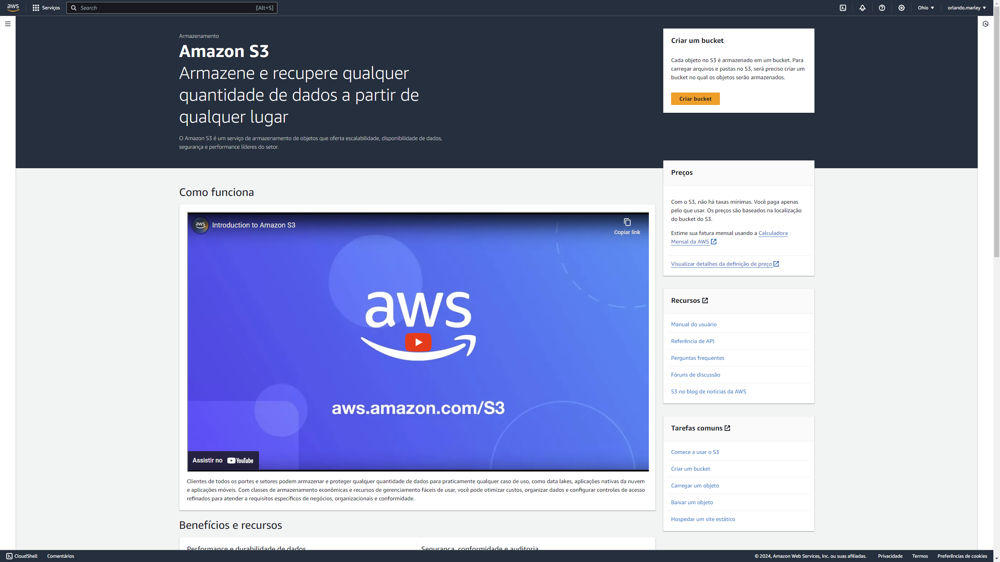 aws
Serviços
Search
[Alt+S]
Ohio
orlando.marley
Armazenamento
Amazon S3
Armazene e recupere qualquer
quantidade de dados a partir de
qualquer lugar
O Amazon S3 é um serviço de armazenamento de objetos que oferta escalabilidade, disponibilidade de dados,
segurança e performance líderes do setor.
Criar um bucket
Cada objeto no S3 é armazenado em um bucket. Para
carregar arquivos e pastas no S3, será preciso criar um
bucket no qual os objetos serão armazenados.
Criar bucket
Como funciona
aws
Introduction to Amazon S3
Copiar link
aws
aws.amazon.com/S3
Assistir no YouTube
Clientes de todos os portes e setores podem armazenar e proteger qualquer quantidade de dados para praticamente qualquer caso de uso, como data lakes, aplicações nativas da nuvem
e aplicações móveis. Com classes de armazenamento econômicas e recursos de gerenciamento fáceis de usar, você pode otimizar custos, organizar dados e configurar controles de acesso
refinados para atender a requisitos específicos de negócios, organizacionais e conformidade.
Benefícios e recursos
Performance e durabilidade de dados
Segurança, conformidade e auditoria
Preços
Com o S3, não há taxas mínimas. Você paga apenas
pelo que usar. Os preços são baseados na localização
do bucket do S3.
Estime sua fatura mensal usando a Calculadora
Mensal da AWS
Visualizar detalhes da definição de preço
Recursos
Manual do usuário
Referência de API
Perguntas frequentes
Fóruns de discussão
S3 no blog de notícias da AWS
Tarefas comuns
Comece a usar o S3
Criar um bucket
Carregar um objeto
Baixar um objeto
Hospedar um site estático
CloudShell
Comentários
© 2024, Amazon Web Services, Inc. ou suas afiliadas.
Privacidade
Termos
Preferências de cookies